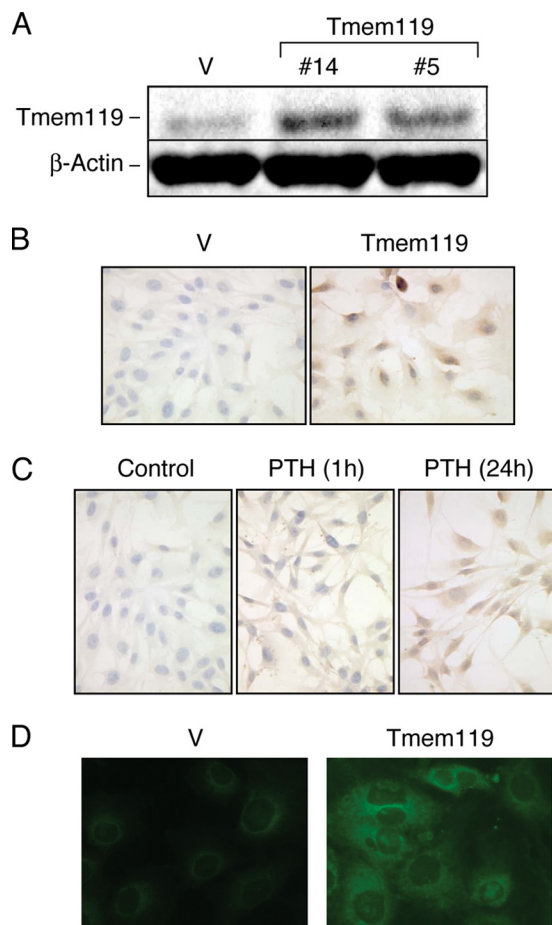 A
Tmem119
V #14 #5
Tmem119
β-Actin
B
V Tmem119
C
Control PTH (1h) PTH (24h)
D
V Tmem119